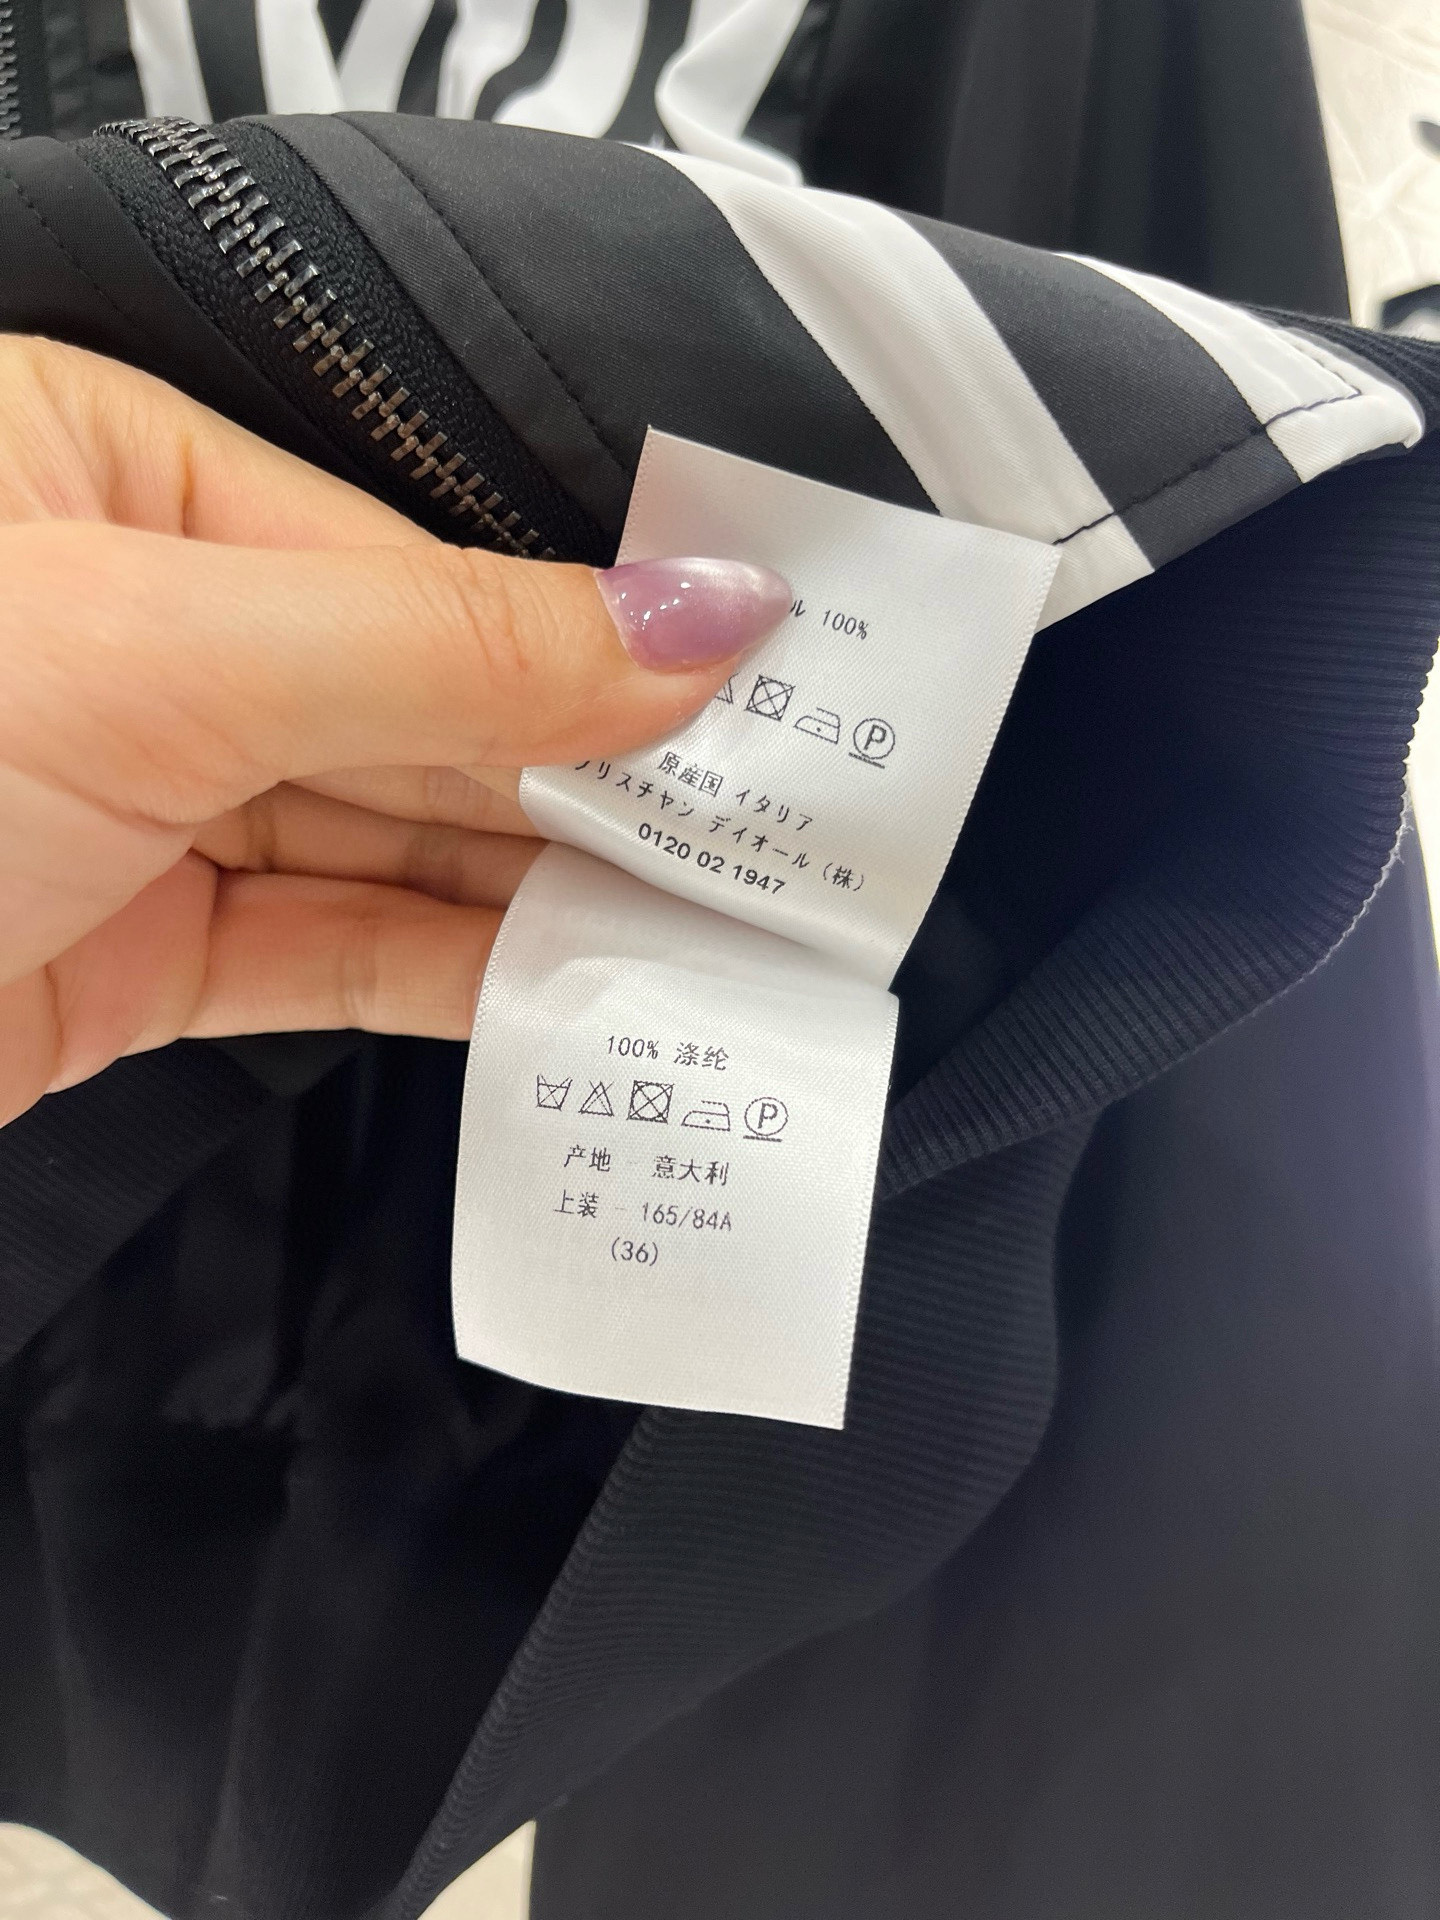 ル 100%
P
原産国 イタリア
リスチャン ディオール (株)
0120 02 1947
100% 涤纶
P
产地 - 意大利
上装 - 165/84A
(36)